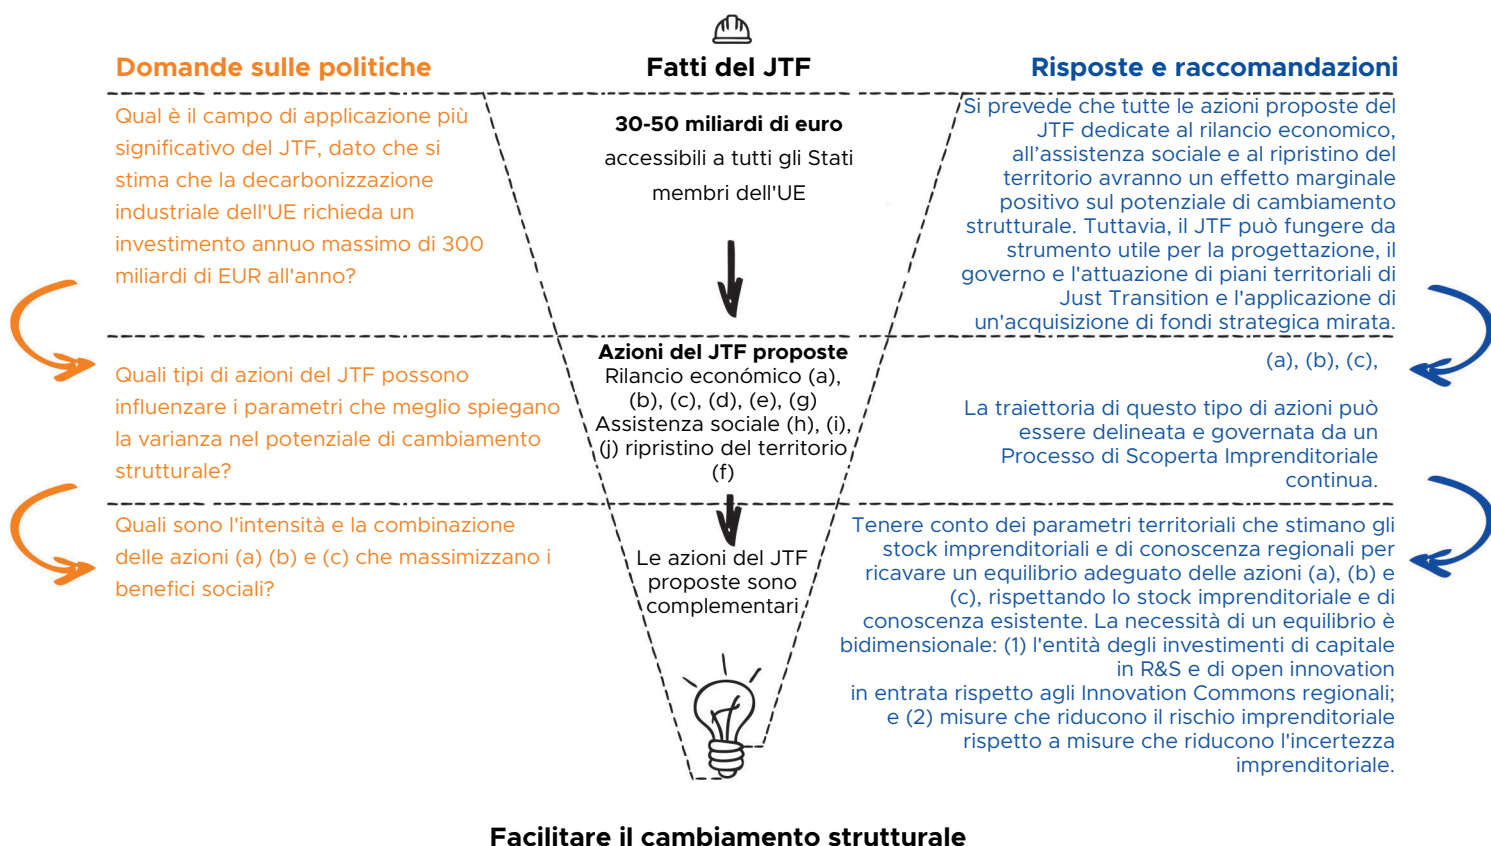 Domande sulle politiche
Fatti del JTF
Risposte e raccomandazioni
Qual è il campo di applicazione più
significativo del JTF, dato che si
stima che la decarbonizzazione
industriale dell'UE richieda un
investimento annuo massimo di 300
miliardi di EUR all'anno?
30-50 miliardi di euro
accessibili a tutti gli Stati
membri dell'UE
Si prevede che tutte le azioni proposte del
JTF dedicate al rilancio economico,
all'assistenza sociale e al ripristino del
territorio avranno un effetto marginale
positivo sul potenziale di cambiamento
strutturale. Tuttavia, il JTF può fungere da
strumento utile per la progettazione, il
governo e l'attuazione di piani territoriali di
Just Transition e l'applicazione di
un'acquisizione di fondi strategica mirata.
Quali tipi di azioni del JTF possono
influenzare i parametri che meglio spiegano
la varianza nel potenziale di cambiamento
strutturale?
Azioni del JTF proposte
Rilancio económico (a),
(b), (c), (d), (e), (g)
Assistenza sociale (h), (i),
(j) ripristino del territorio
(f)
(a), (b), (c),
La traiettoria di questo tipo di azioni può
essere delineata e governata da un
Processo di Scoperta Imprenditoriale
continua.
Quali sono l'intensità e la combinazione
delle azioni (a) (b) e (c) che massimizzano i
benefici sociali?
Le azioni del JTF
proposte sono
complementari
Tenere conto dei parametri territoriali che stimano gli
stock imprenditoriali e di conoscenza regionali per
ricavare un equilibrio adeguato delle azioni (a), (b) e
(c), rispettando lo stock imprenditoriale e di
conoscenza esistente. La necessità di un equilibrio è
bidimensionale: (1) l'entità degli investimenti di capitale
in R&S e di open innovation
in entrata rispetto agli Innovation Commons regionali;
e (2) misure che riducono il rischio imprenditoriale
rispetto a misure che riducono l'incertezza
imprenditoriale.
Facilitare il cambiamento strutturale